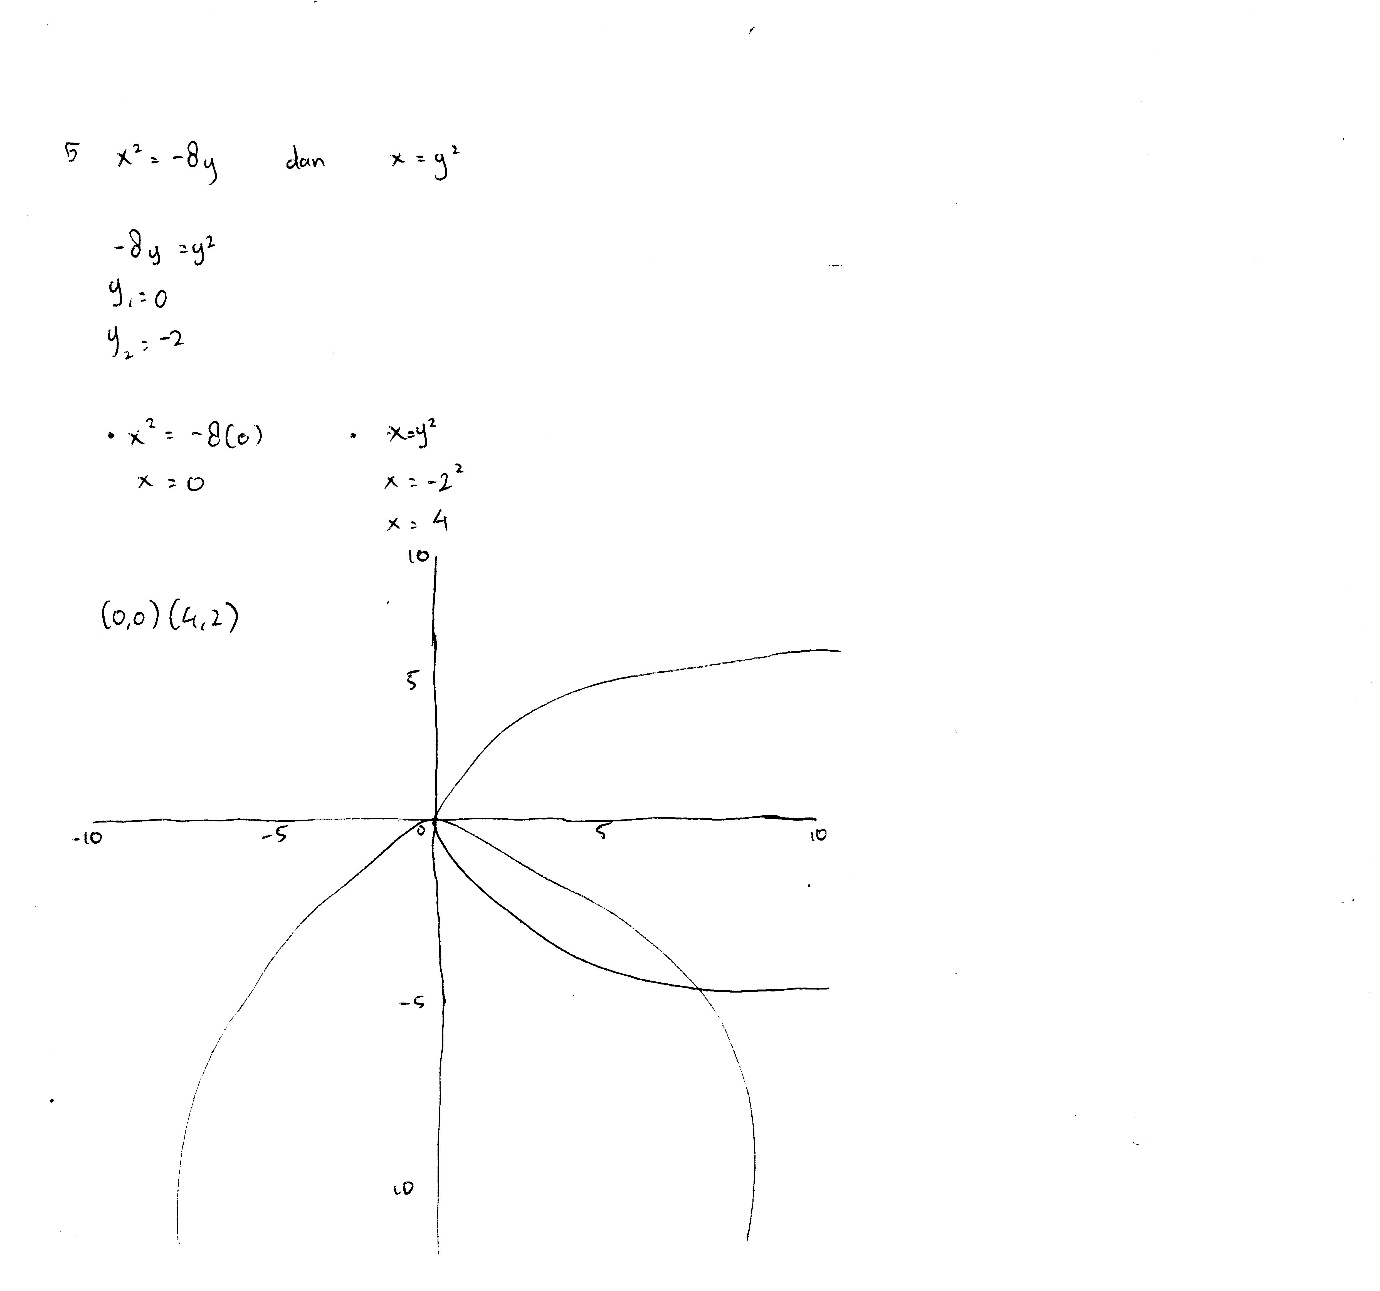 5 x² = -8y dan x = y²
-8y = y²
y₁ = 0
y₂ = -2
• x² = -8(0) • x = y²
x = 0 x = -2²
x = 4
10
(0,0) (4,2)
5
-10 -5 0 5 10
-5
10